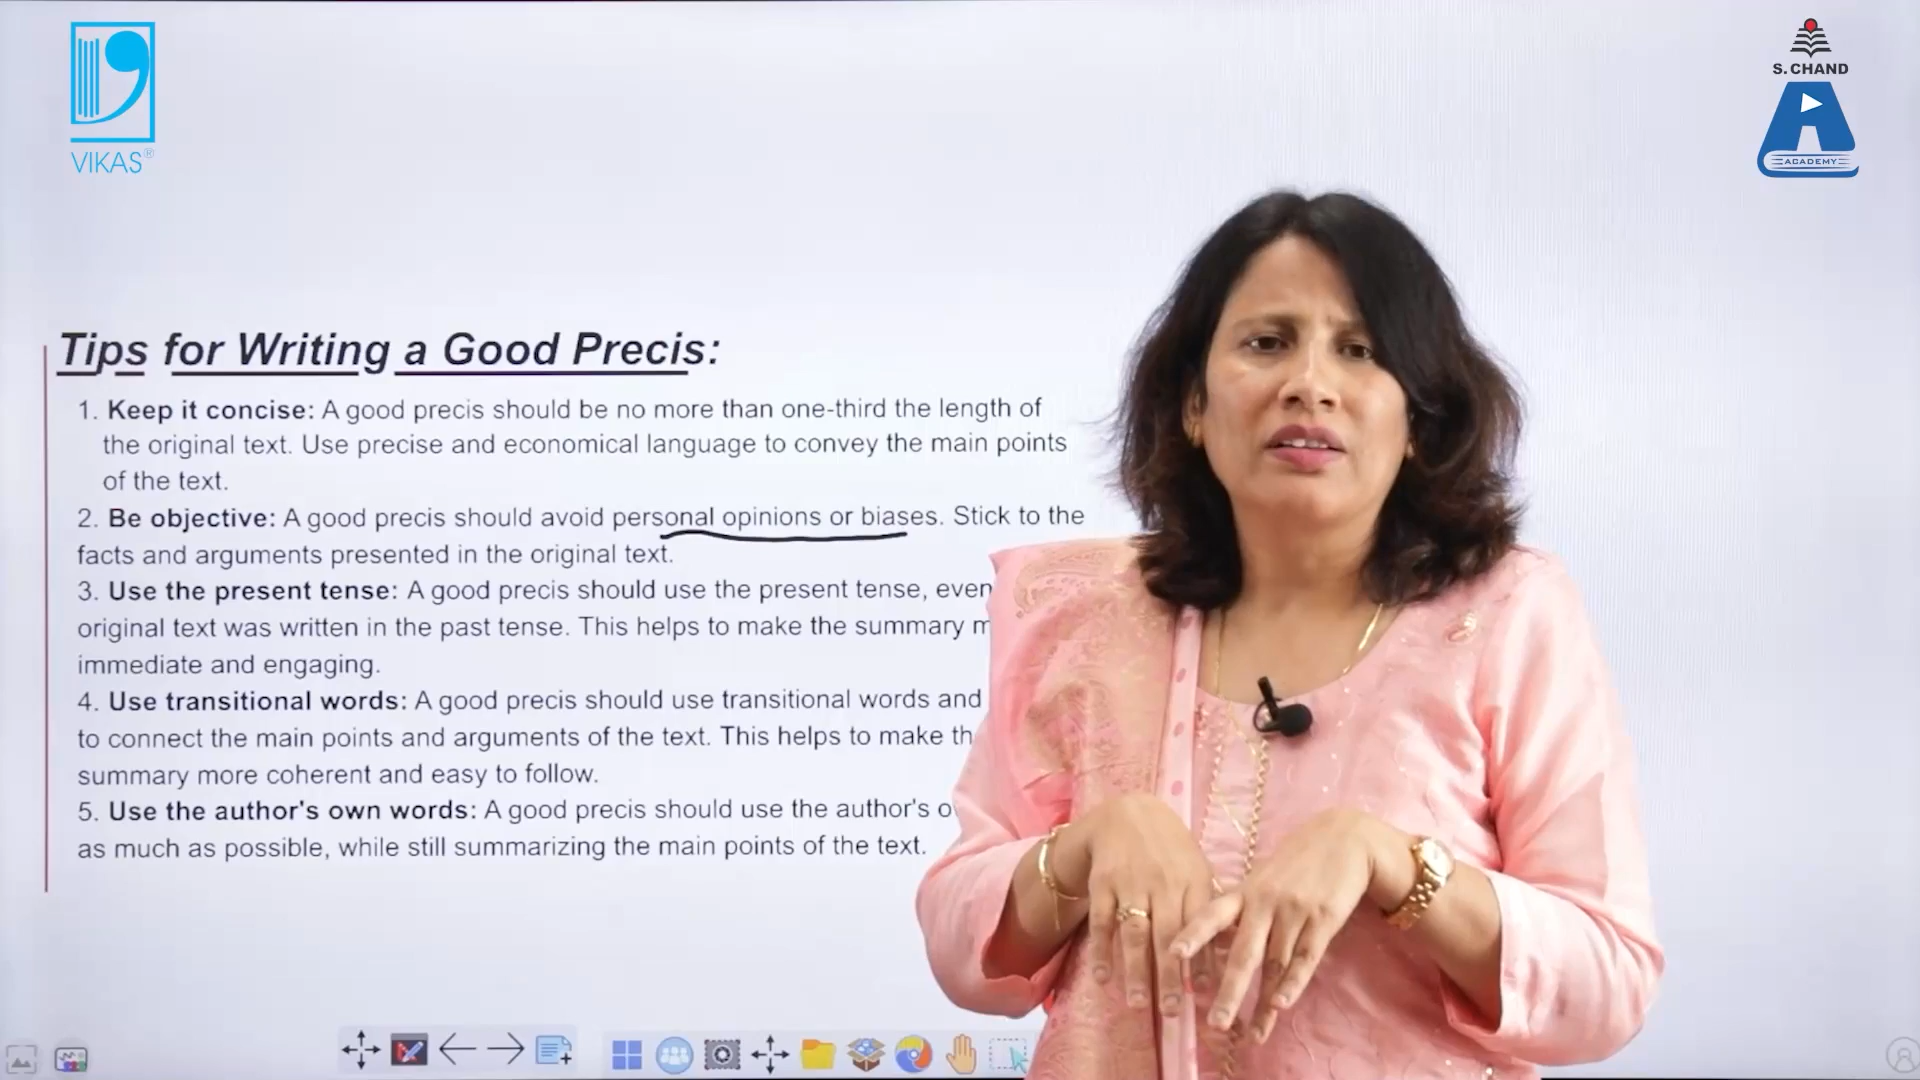 VIKAS®
S. CHAND
ACADEMY
Tips for Writing a Good Precis:
1. Keep it concise: A good precis should be no more than one-third the length of
the original text. Use precise and economical language to convey the main points
of the text.
2. Be objective: A good precis should avoid personal opinions or biases. Stick to the
facts and arguments presented in the original text.
3. Use the present tense: A good precis should use the present tense, even
original text was written in the past tense. This helps to make the summary
immediate and engaging.
4. Use transitional words: A good precis should use transitional words and
to connect the main points and arguments of the text. This helps to make
summary more coherent and easy to follow.
5. Use the author's own words: A good precis should use the author's
as much as possible, while still summarizing the main points of the text.